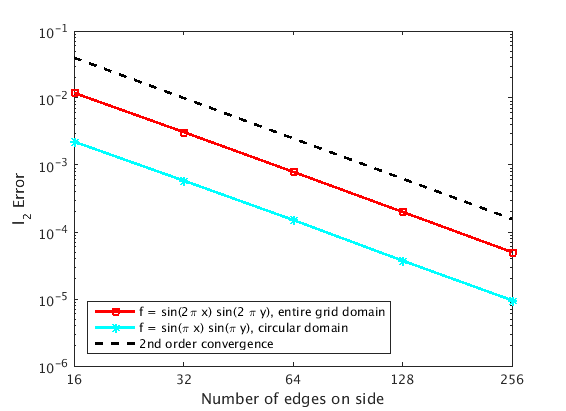 10^-1
10^-2
10^-3
10^-4
10^-5
10^-6
l_2 Error
f = sin(2π x) sin(2 π y), entire grid domain
f = sin(π x) sin(π y), circular domain
2nd order convergence
16 32 64 128 256
Number of edges on side